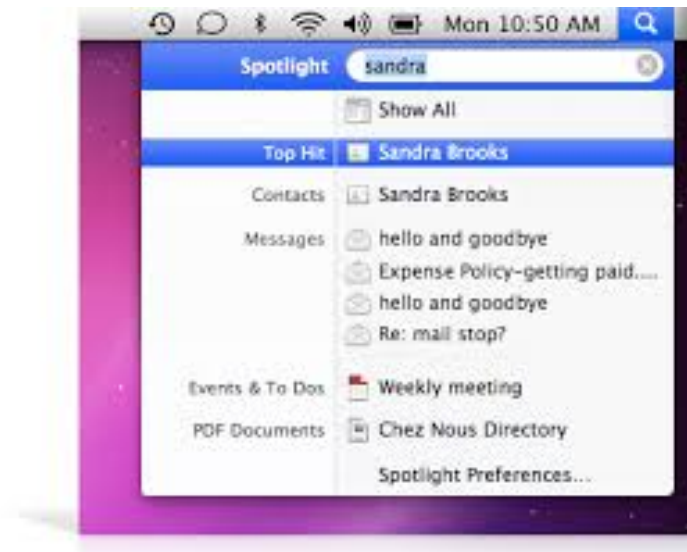 Mon 10:50 AM
Spotlight sandra
Show All
Top Hit Sandra Brooks
Contacts Sandra Brooks
Messages hello and goodbye
Expense Policy-getting paid....
hello and goodbye
Re: mail stop?
Events & To Dos Weekly meeting
PDF Documents Chez Nous Directory
Spotlight Preferences...